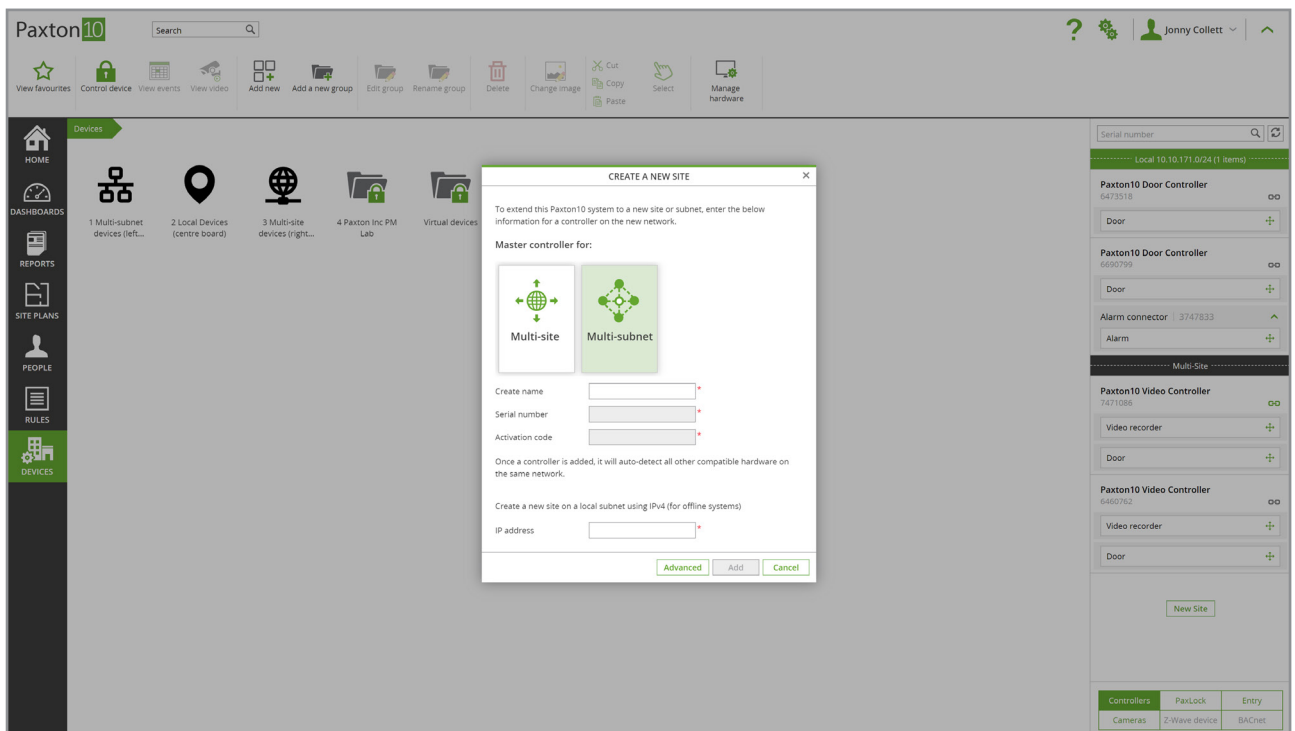 Paxton10
Search
Jonny Collett
View favourites
Control device
View events
View video
Add new
Add a new group
Edit group
Rename group
Delete
Change image
Cut
Copy
Paste
Select
Manage
hardware
HOME
DASHBOARDS
REPORTS
SITE PLANS
PEOPLE
RULES
DEVICES
Devices
1 Multi-subnet
devices (left...
2 Local Devices
(centre board)
3 Multi-site
devices (right...
4 Paxton Inc PM
Lab
Virtual devices
CREATE A NEW SITE
To extend this Paxton10 system to a new site or subnet, enter the below
information for a controller on the new network.
Master controller for:
Multi-site
Multi-subnet
Create name
*
Serial number
*
Activation code
*
Once a controller is added, it will auto-detect all other compatible hardware on
the same network.
Create a new site on a local subnet using IPv4 (for offline systems)
IP address
*
Advanced
Add
Cancel
Serial number
Local 10.10.171.0/24 (1 items)
Paxton10 Door Controller
6473518
Door
Paxton10 Door Controller
6690799
Door
Alarm connector | 3747833
Alarm
Multi-Site
Paxton10 Video Controller
7471086
Video recorder
Door
Paxton10 Video Controller
6460762
Video recorder
Door
New Site
Controllers
PaxLock
Entry
Cameras
Z-Wave device
BACnet